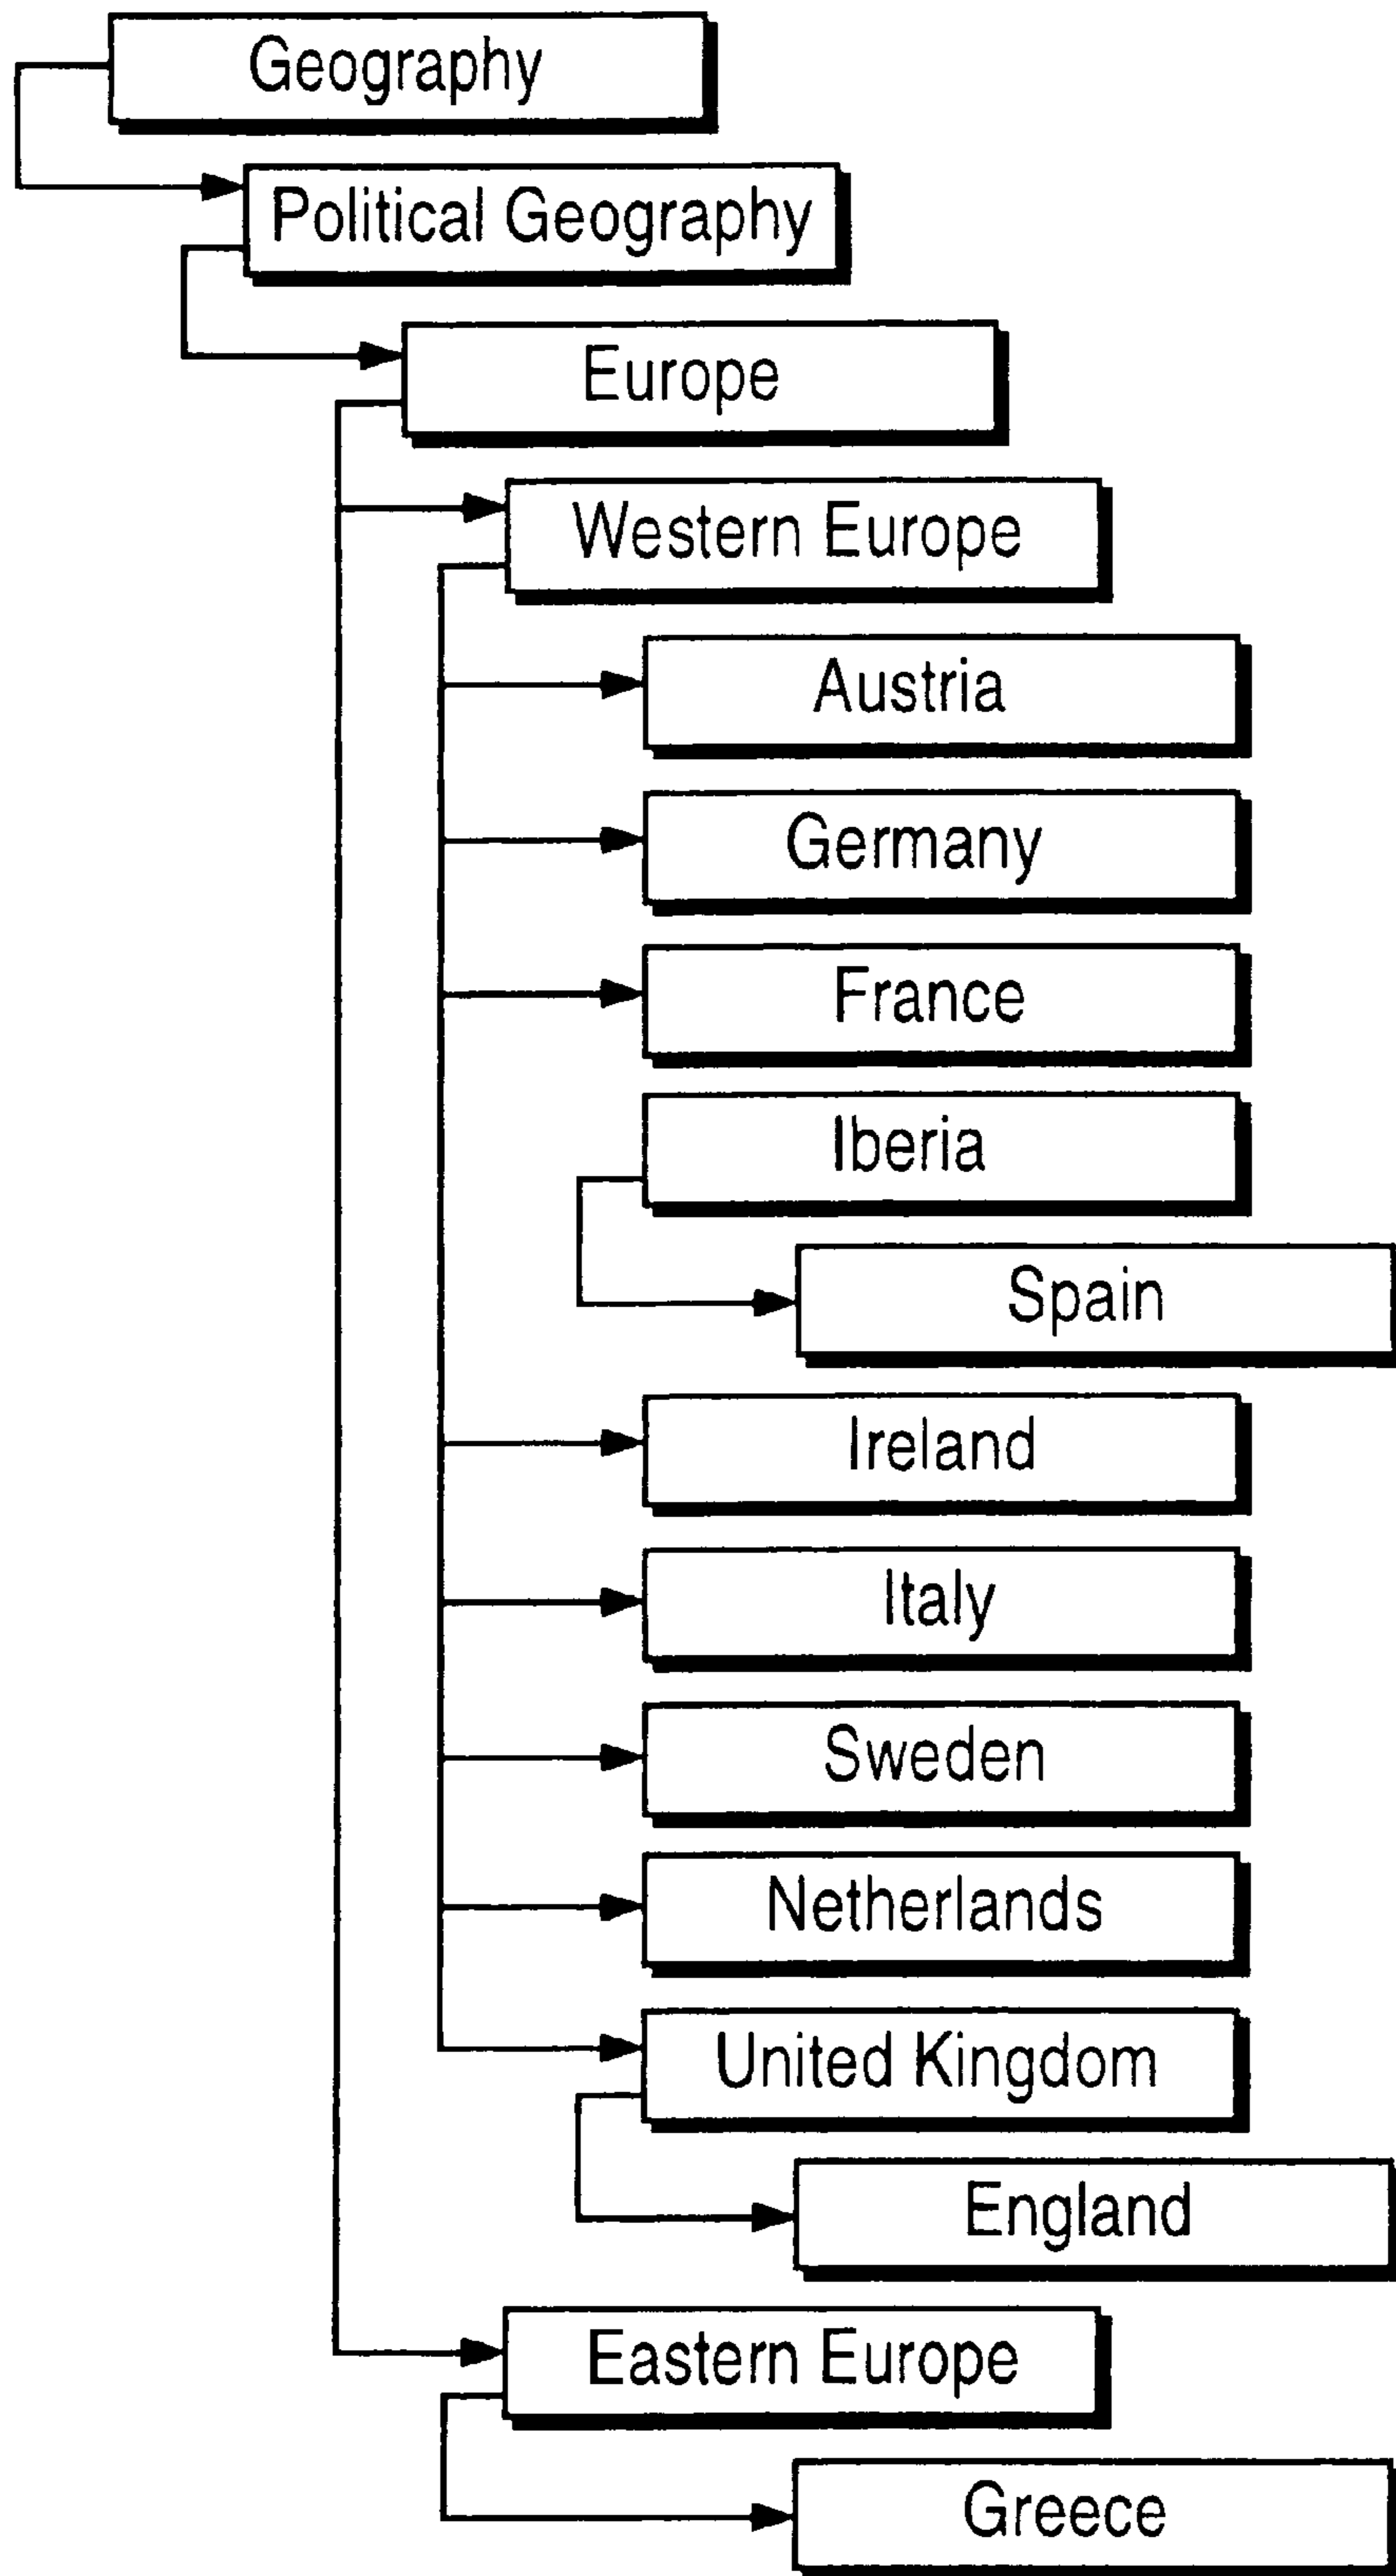 Geography
Political Geography
Europe
Western Europe
Austria
Germany
France
Iberia
Spain
Ireland
Italy
Sweden
Netherlands
United Kingdom
England
Eastern Europe
Greece